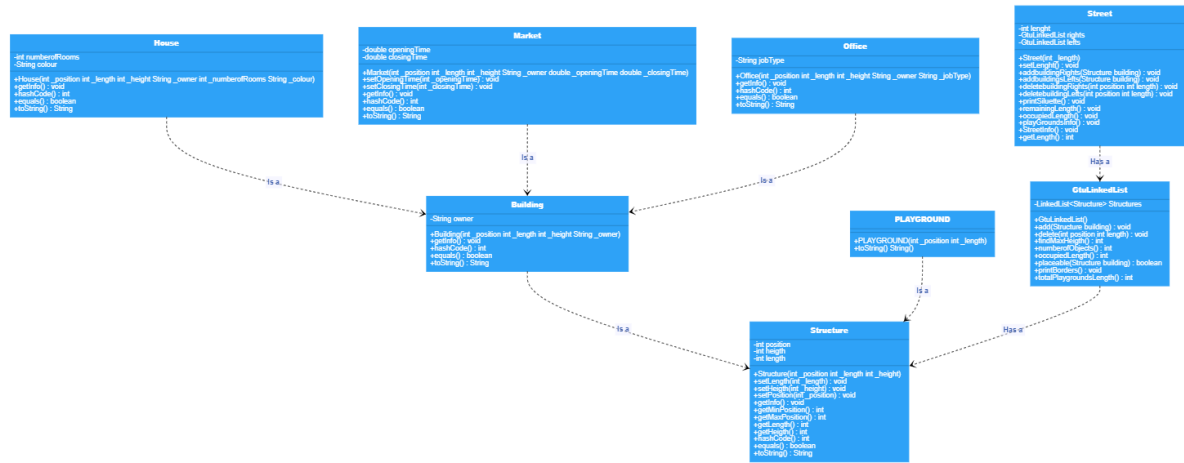 House
-int numberofRooms
-String colour
+House(int _position int _length int _height String _owner int _numberofRooms String _colour)
+getInfo() : void
+hashCode() : int
+equals() : boolean
+toString() : String
Market
-double openingTime
-double closingTime
+Market(int _position int _length int _height String _owner double _openingTime double _closingTime)
+setOpeningTime(int _openingTime) : void
+setClosingTime(int _closingTime) : void
+getInfo() : void
+hashCode() : int
+equals() : boolean
+toString() : String
Office
-String jobType
+Office(int _position int _length int _height String _owner String _jobType)
+getInfo() : void
+hashCode() : int
+equals() : boolean
+toString() : String
Street
-int lenght
-GtuLinkedList rights
-GtuLinkedList lefts
+Street(int _length)
+setLenght() : void
+addbuildingRights(Structure building) : void
+addbuildingsLefts(Structure building) : void
+deletebuildingRights(int position int length) : void
+deletebuildingLefts(int position int length) : void
+printSiluette() : void
+remainingLength() : void
+occupiedLength() : void
+playGroundsInfo() : void
+StreetInfo() : void
+getLength() : int
Is a
Is a
Is a
Has a
Building
-String owner
+Building(int _position int _length int _height String _owner)
+getInfo() : void
+hashCode() : int
+equals() : boolean
+toString() : String
PLAYGROUND
+PLAYGROUND(int _position int _length)
+toString() String()
GtuLinkedList
-LinkedList<Structure> Structures
+GtuLinkedList()
+add(Structure building) : void
+delete(int position int length) : void
+findMaxHeigth() : int
+numberofObjects() : int
+occupiedLength() : int
+placeable(Structure building) : boolean
+printBorders() : void
+totalPlaygroundsLength() : int
Is a
Is a
Has a
Structure
-int position
-int heigth
-int length
+Structure(int _position int _length int _height)
+setLength(int _length) : void
+setHeigth(int _height) : void
+setPosition(int _position) : void
+getInfo() : void
+getMinPosition() : int
+getMaxPosition() : int
+getLength() : int
+getHeigth() : int
+hashCode() : int
+equals() : boolean
+toString() : String